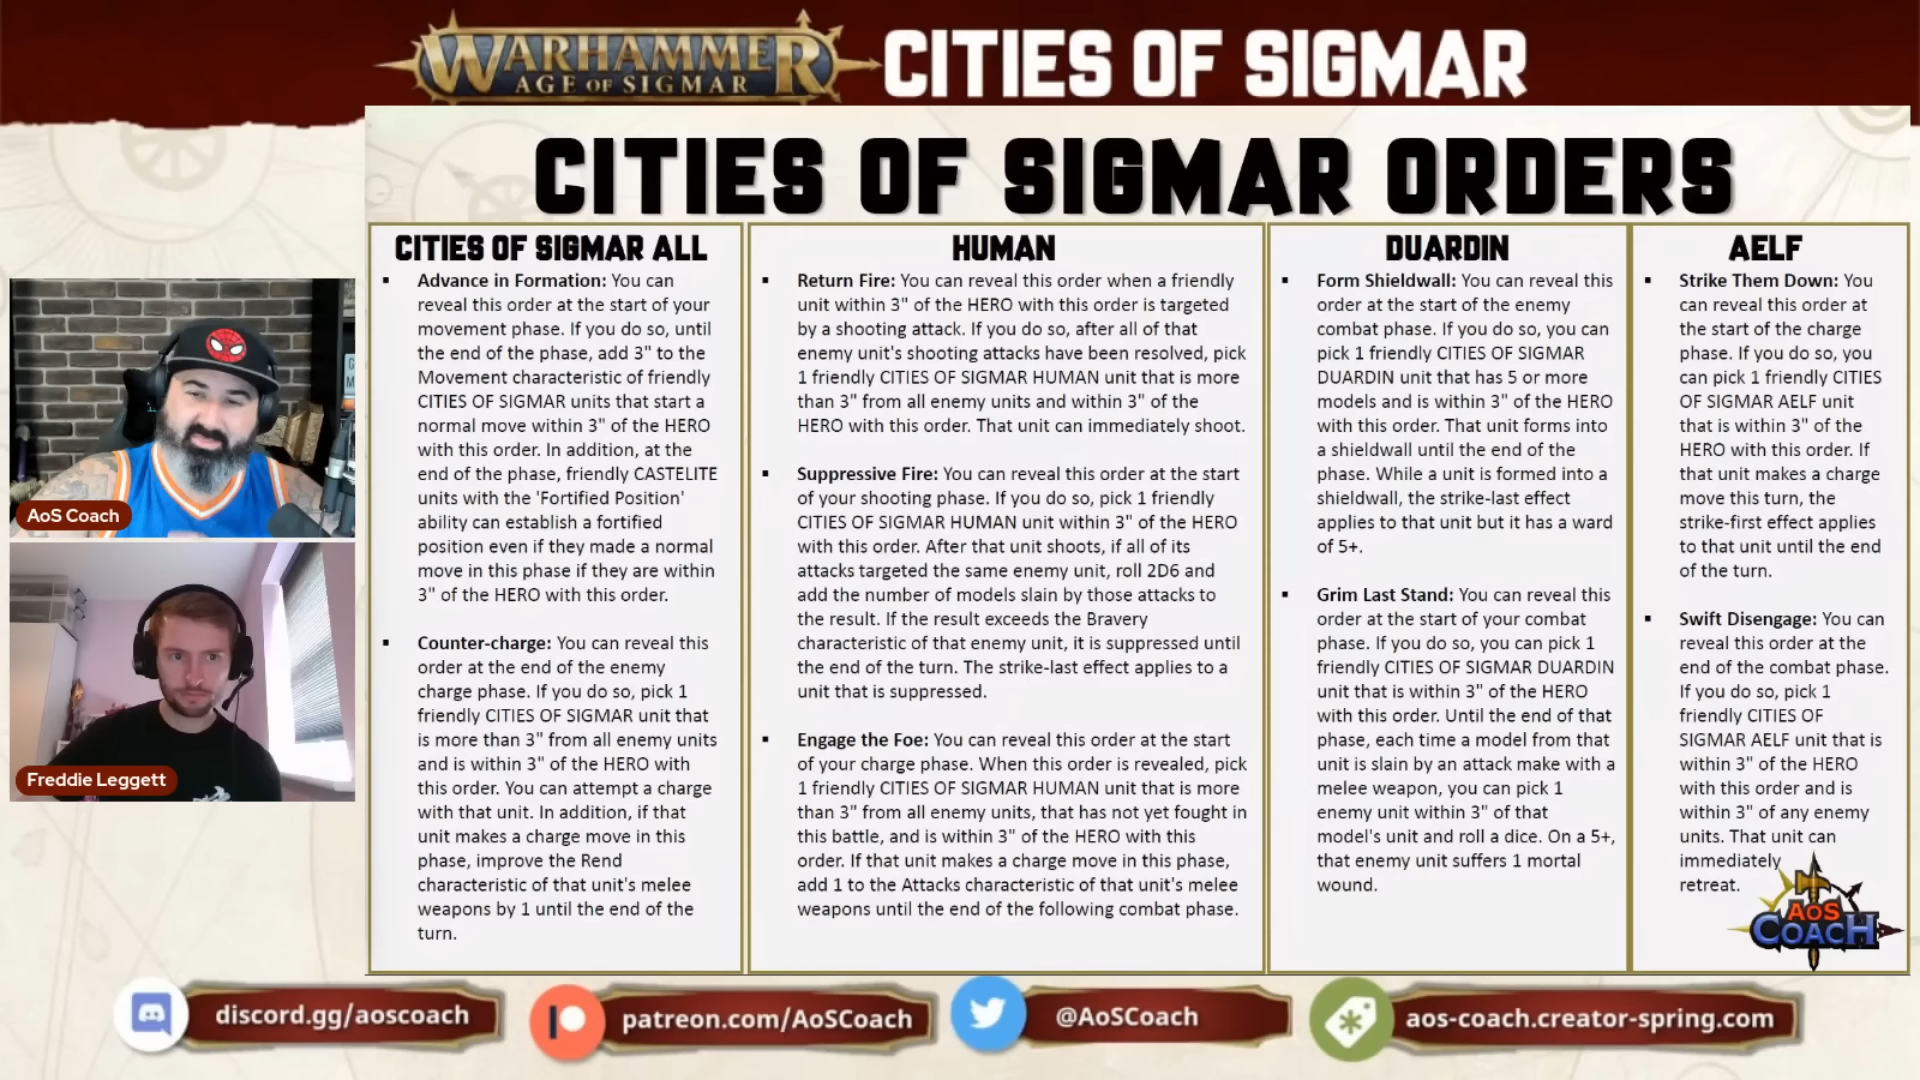 WARHAMMER
AGE OF SIGMAR
CITIES OF SIGMAR
CITIES OF SIGMAR ORDERS
CITIES OF SIGMAR ALL
▪ Advance in Formation: You can
reveal this order at the start of your
movement phase. If you do so, until
the end of the phase, add 3" to the
Movement characteristic of friendly
CITIES OF SIGMAR units that start a
normal move within 3" of the HERO
with this order. In addition, at the
end of the phase, friendly CASTELITE
units with the 'Fortified Position'
ability can establish a fortified
position even if they made a normal
move in this phase if they are within
3" of the HERO with this order.
▪ Counter-charge: You can reveal this
order at the end of the enemy
charge phase. If you do so, pick 1
friendly CITIES OF SIGMAR unit that
is more than 3" from all enemy units
and is within 3" of the HERO with
this order. You can attempt a charge
with that unit. In addition, if that
unit makes a charge move in this
phase, improve the Rend
characteristic of that unit's melee
weapons by 1 until the end of the
turn.
HUMAN
▪ Return Fire: You can reveal this order when a friendly
unit within 3" of the HERO with this order is targeted
by a shooting attack. If you do so, after all of that
enemy unit's shooting attacks have been resolved, pick
1 friendly CITIES OF SIGMAR HUMAN unit that is more
than 3" from all enemy units and within 3" of the
HERO with this order. That unit can immediately shoot.
▪ Suppressive Fire: You can reveal this order at the start
of your shooting phase. If you do so, pick 1 friendly
CITIES OF SIGMAR HUMAN unit within 3" of the HERO
with this order. After that unit shoots, if all of its
attacks targeted the same enemy unit, roll 2D6 and
add the number of models slain by those attacks to
the result. If the result exceeds the Bravery
characteristic of that enemy unit, it is suppressed until
the end of the turn. The strike-last effect applies to a
unit that is suppressed.
▪ Engage the Foe: You can reveal this order at the start
of your charge phase. When this order is revealed, pick
1 friendly CITIES OF SIGMAR HUMAN unit that is more
than 3" from all enemy units, that has not yet fought in
this battle, and is within 3" of the HERO with this
order. If that unit makes a charge move in this phase,
add 1 to the Attacks characteristic of that unit's melee
weapons until the end of the following combat phase.
DUARDIN
▪ Form Shieldwall: You can reveal this
order at the start of the enemy
combat phase. If you do so, you can
pick 1 friendly CITIES OF SIGMAR
DUARDIN unit that has 5 or more
models and is within 3" of the HERO
with this order. That unit forms into
a shieldwall until the end of the
phase. While a unit is formed into a
shieldwall, the strike-last effect
applies to that unit but it has a ward
of 5+.
▪ Grim Last Stand: You can reveal this
order at the start of your combat
phase. If you do so, you can pick 1
friendly CITIES OF SIGMAR DUARDIN
unit that is within 3" of the HERO
with this order. Until the end of that
phase, each time a model from that
unit is slain by an attack make with a
melee weapon, you can pick 1
enemy unit within 3" of that
model's unit and roll a dice. On a 5+,
that enemy unit suffers 1 mortal
wound.
AELF
▪ Strike Them Down: You
can reveal this order at
the start of the charge
phase. If you do so, you
can pick 1 friendly CITIES
OF SIGMAR AELF unit
that is within 3" of the
HERO with this order. If
that unit makes a charge
move this turn, the
strike-first effect applies
to that unit until the end
of the turn.
▪ Swift Disengage: You can
reveal this order at the
end of the combat phase.
If you do so, pick 1
friendly CITIES OF
SIGMAR AELF unit that is
within 3" of the HERO
with this order and is
within 3" of any enemy
units. That unit can
immediately
retreat.
AoS
COACH
AoS Coach
Freddie Leggett
discord.gg/aoscoach
patreon.com/AoSCoach
@AoSCoach
aos-coach.creator-spring.com